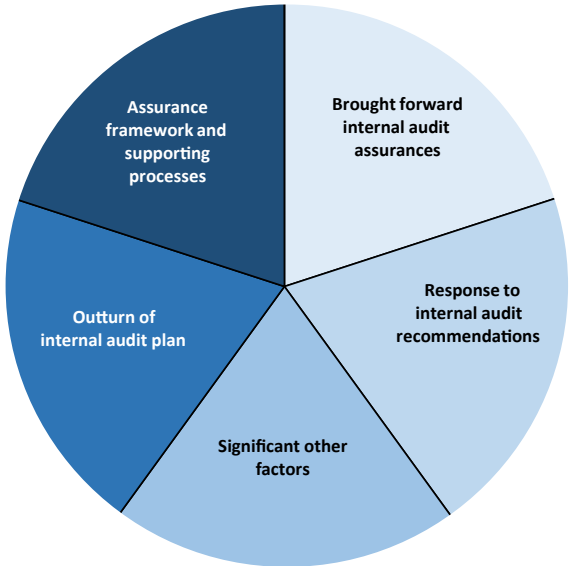 Assurance
framework and
supporting
processes
Brought forward
internal audit
assurances
Response to
internal audit
recommendations
Significant other
factors
Outturn of
internal audit plan